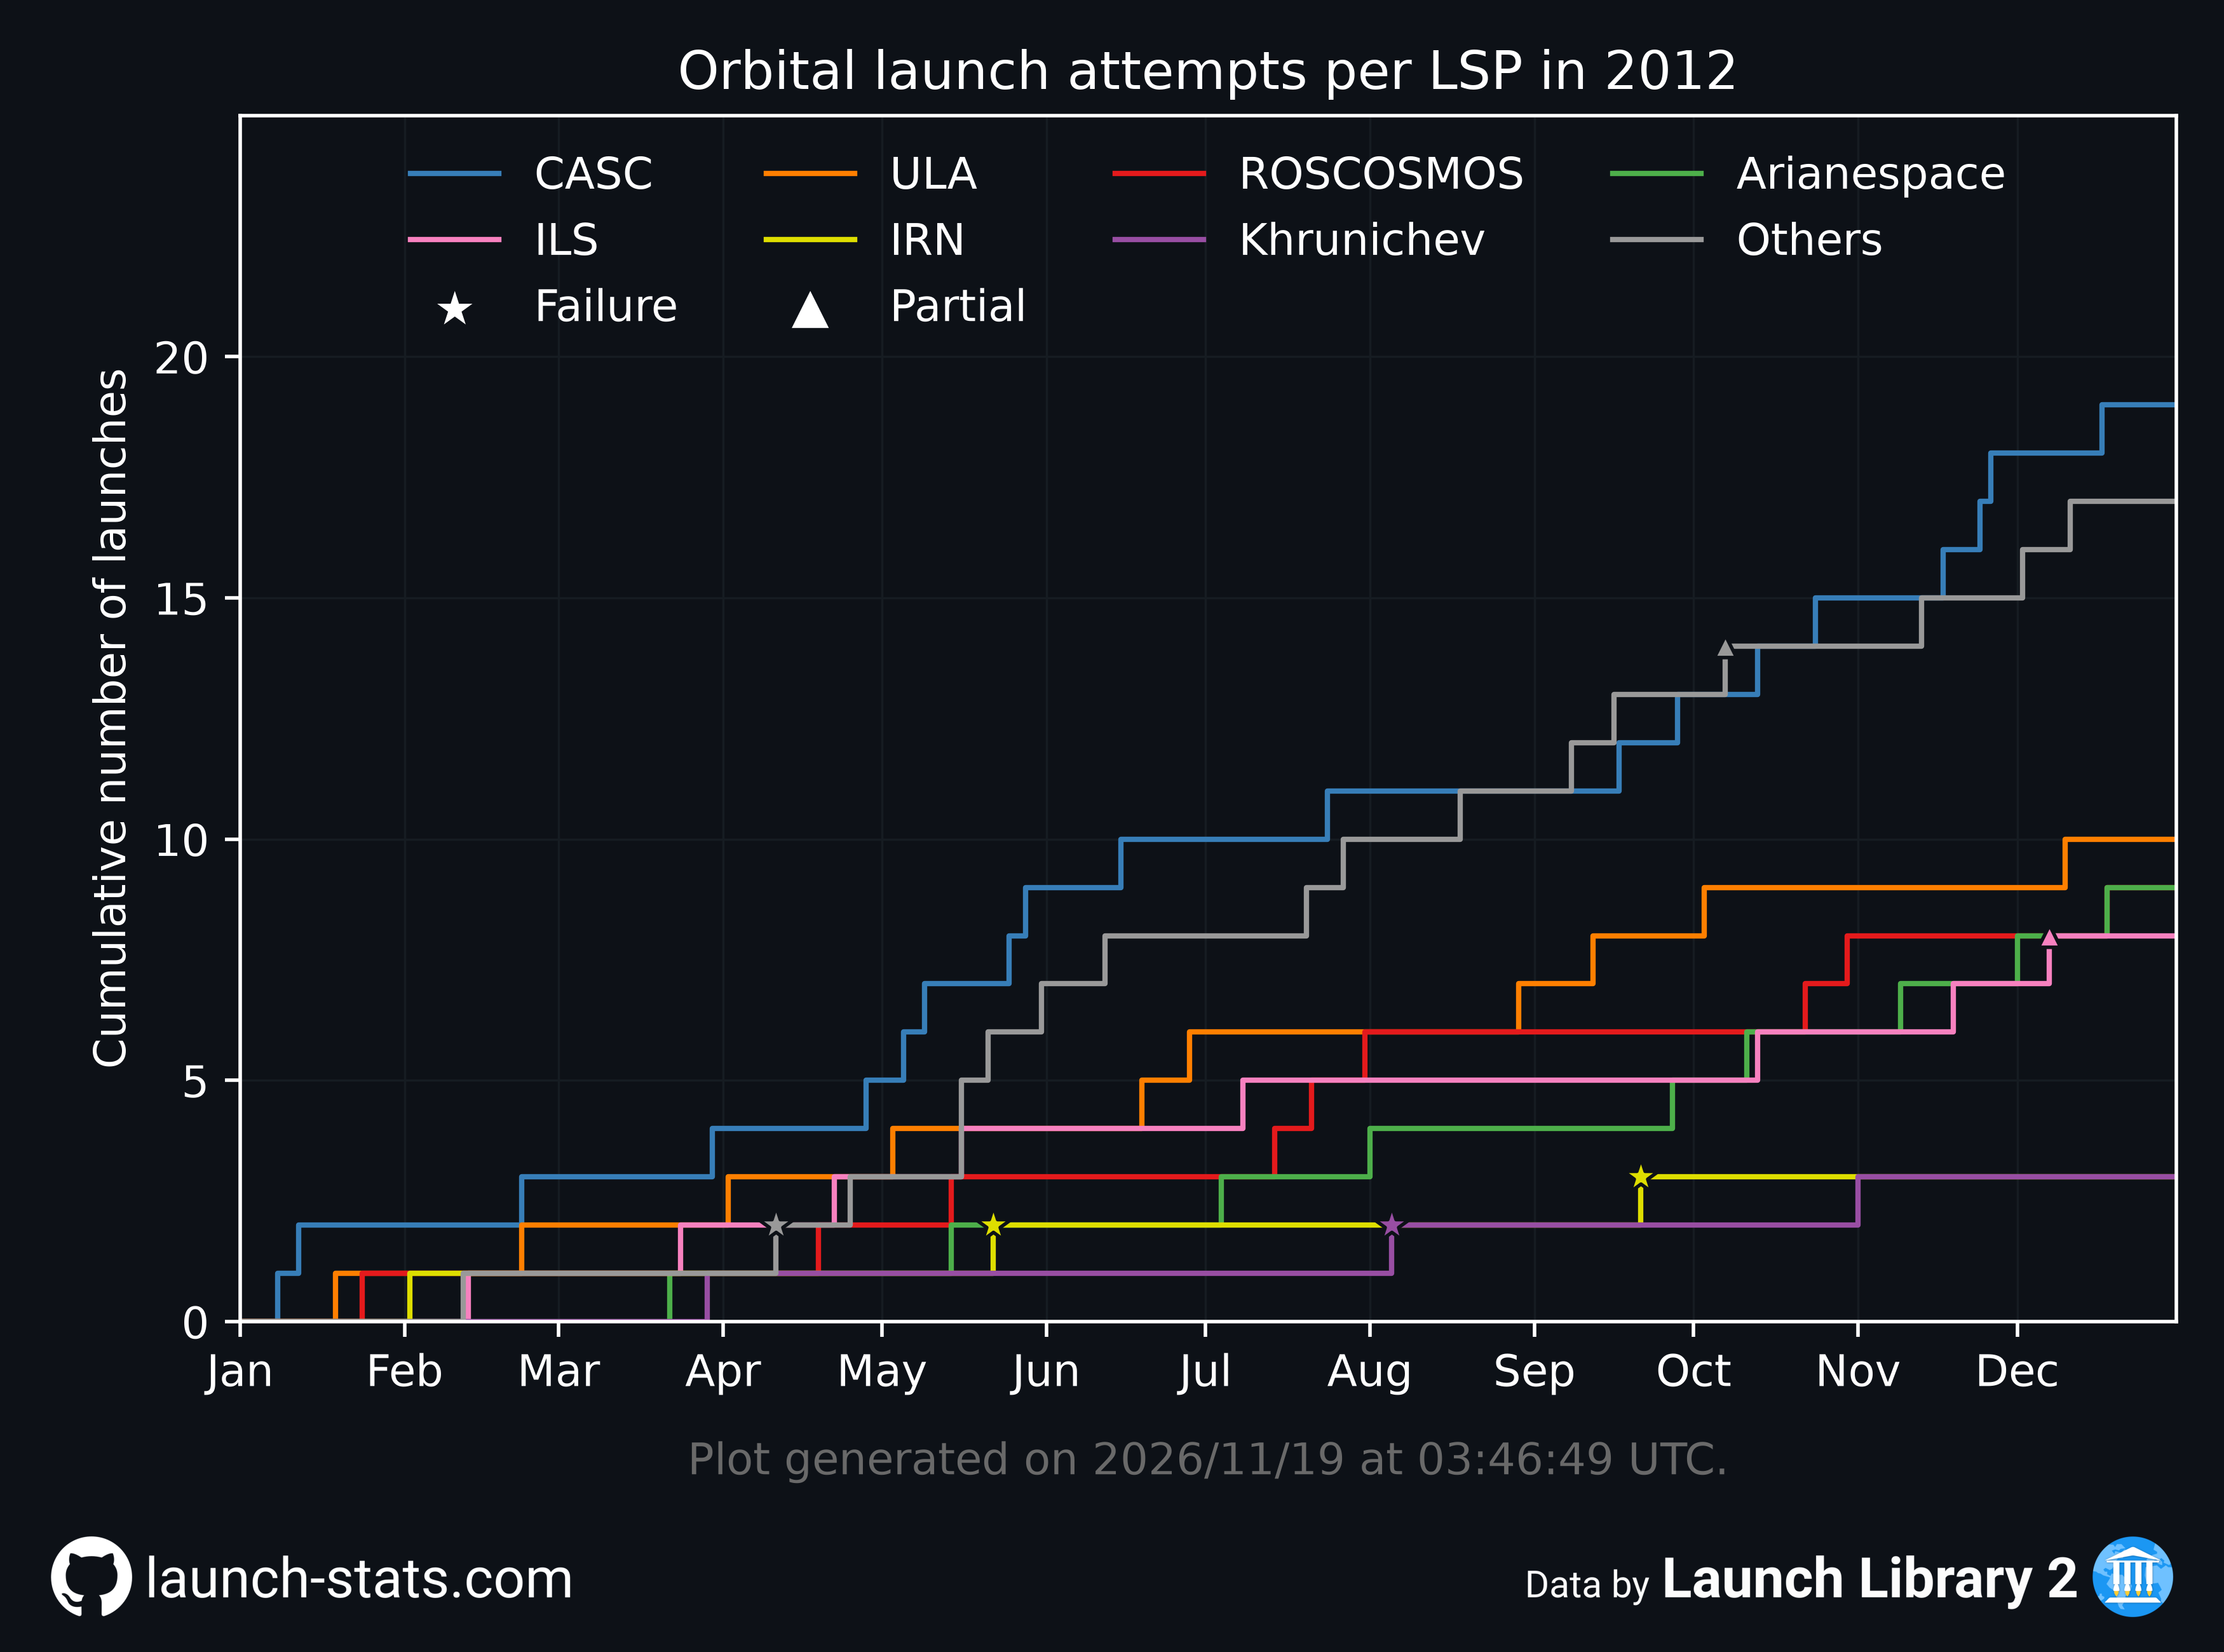 Orbital launch attempts per LSP in 2012
CASC ULA ROSCOSMOS Arianespace
ILS IRN Khrunichev Others
Failure Partial
Cumulative number of launches
20
15
10
5
0
Jan Feb Mar Apr May Jun Jul Aug Sep Oct Nov Dec
Plot generated on 2026/11/19 at 03:46:49 UTC.
launch-stats.com
Data by Launch Library 2